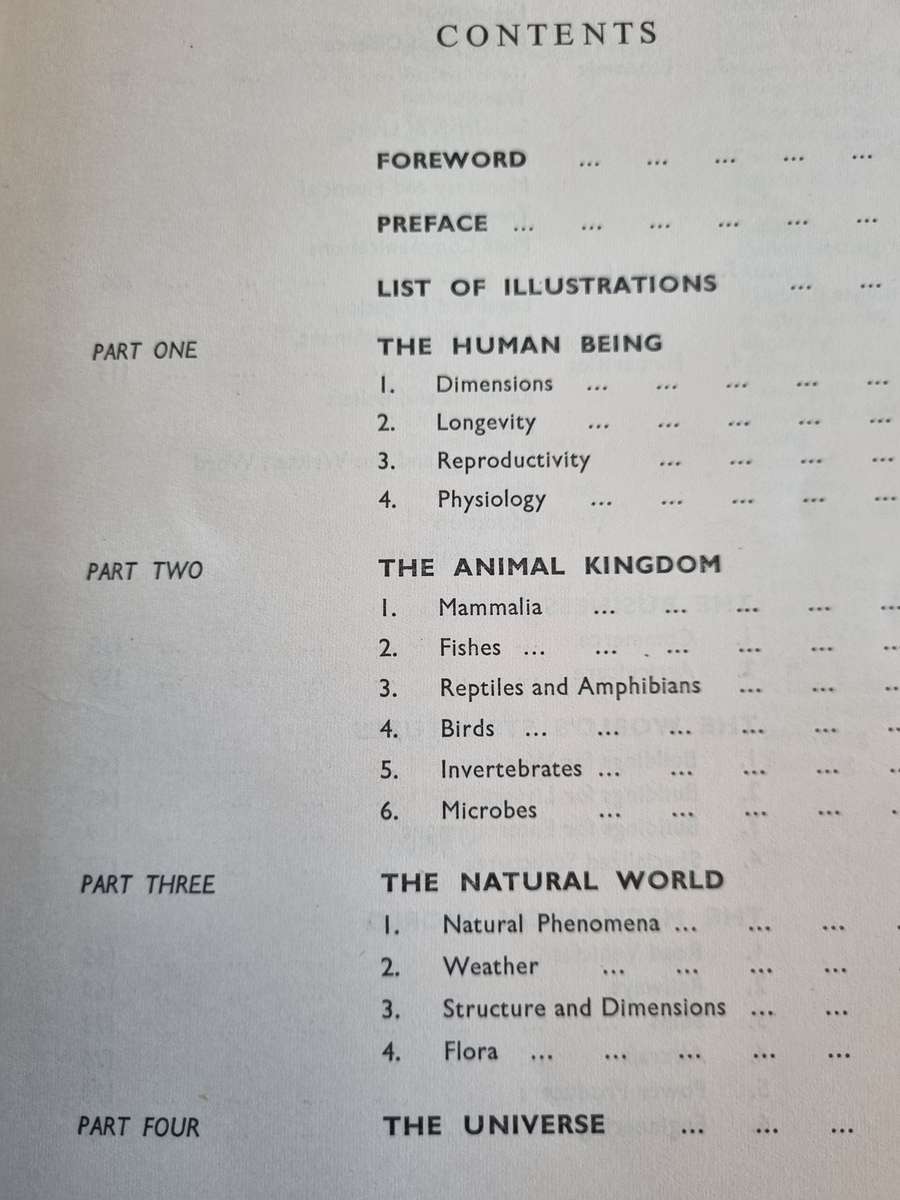 CONTENTS
FOREWORD ... ... ... ... ...
PREFACE ... ... ... ... ... ...
LIST OF ILLUSTRATIONS ... ...
PART ONE THE HUMAN BEING
1. Dimensions ... ... ... ... ...
2. Longevity ... ... ... ... ...
3. Reproductivity ... ... ... ...
4. Physiology ... ... ... ... ...
PART TWO THE ANIMAL KINGDOM
1. Mammalia ... ... ... ... ...
2. Fishes ... ... ... ... ... ...
3. Reptiles and Amphibians ... ... ...
4. Birds ... ... ... ... ... ...
5. Invertebrates ... ... ... ... ...
6. Microbes ... ... ... ... ...
PART THREE THE NATURAL WORLD
1. Natural Phenomena ... ... ... ...
2. Weather ... ... ... ...
3. Structure and Dimensions ... ...
4. Flora ... ... ... ... ...
PART FOUR THE UNIVERSE ... ... ...